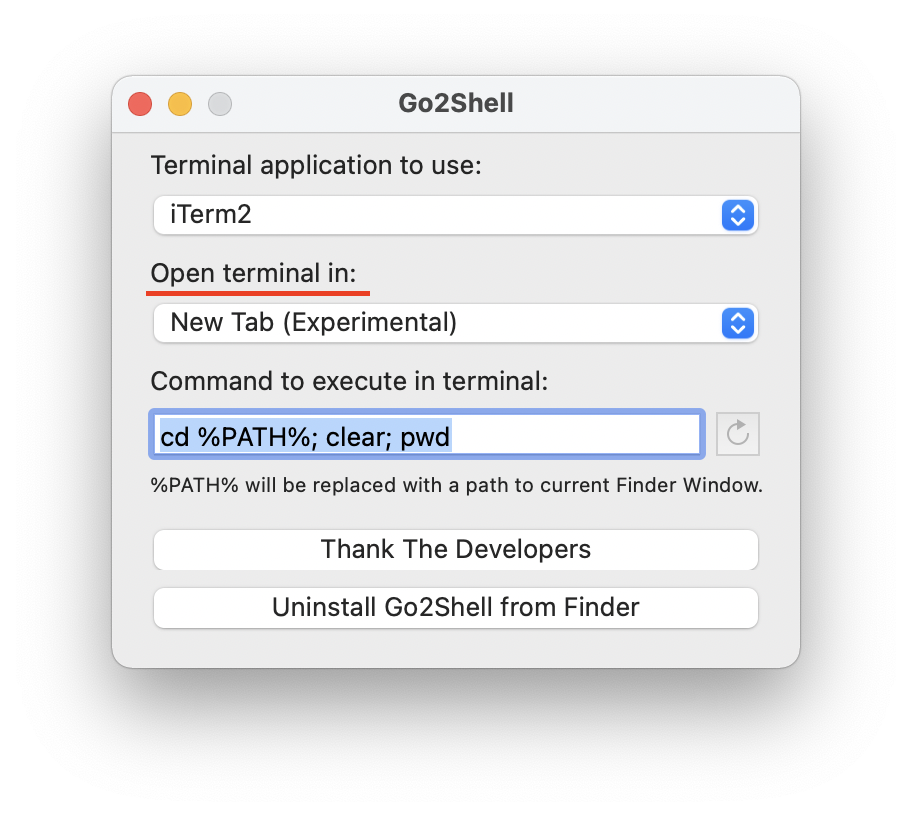 Go2Shell
Terminal application to use:
iTerm2
Open terminal in:
New Tab (Experimental)
Command to execute in terminal:
cd %PATH%; clear; pwd
%PATH% will be replaced with a path to current Finder Window.
Thank The Developers
Uninstall Go2Shell from Finder